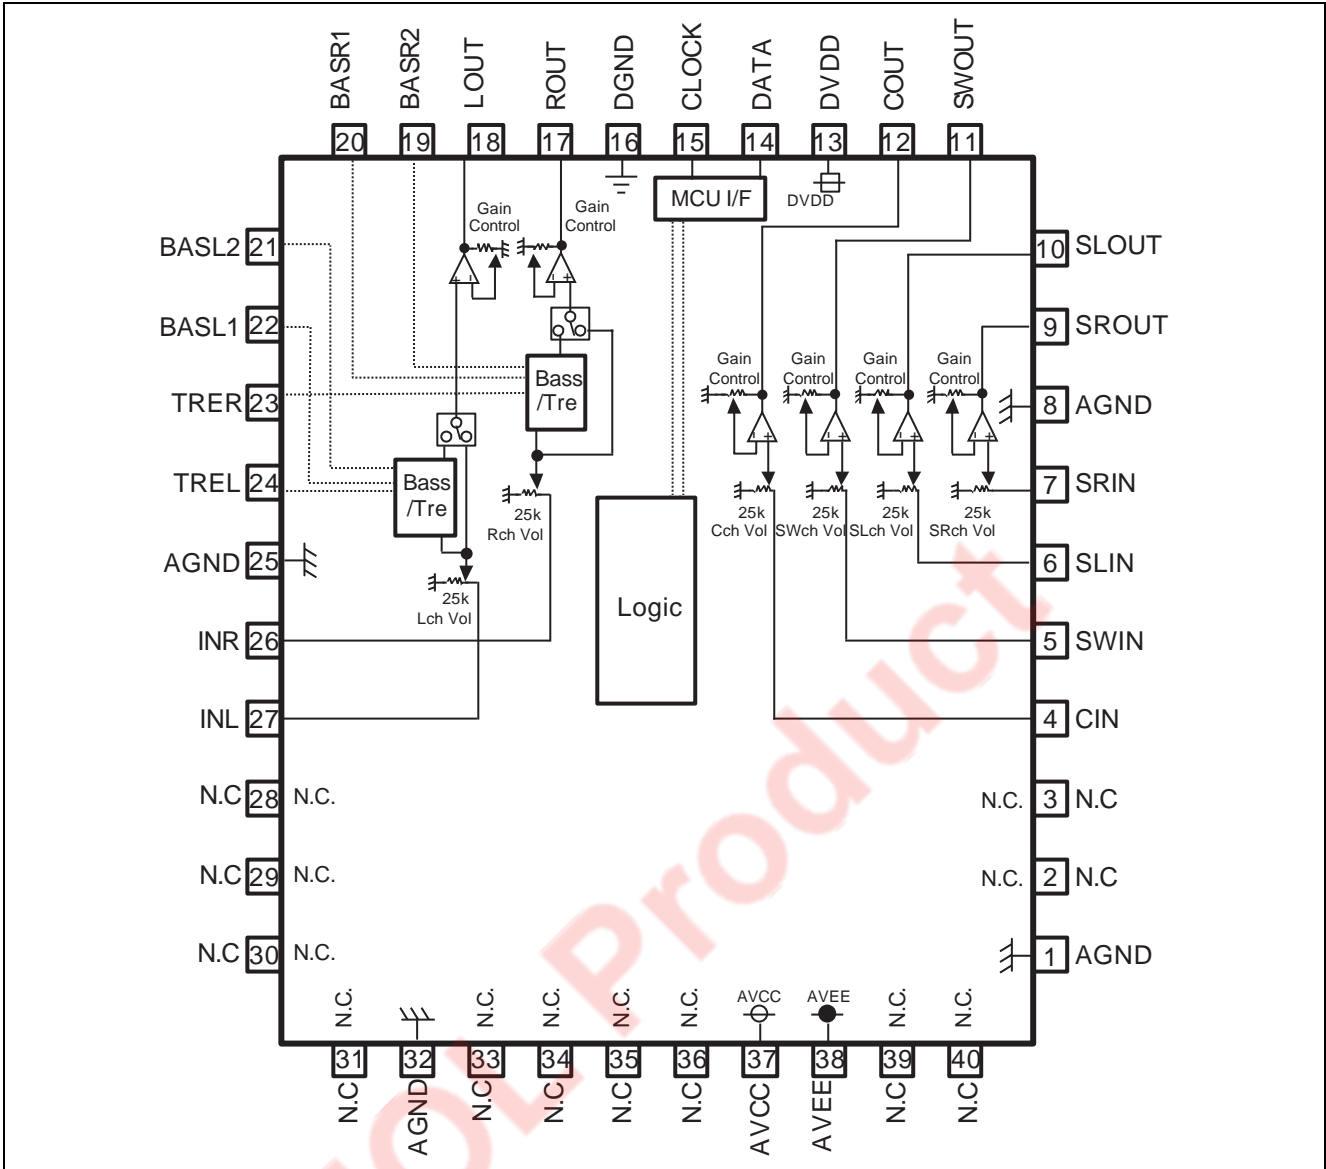 BASR1
BASR2
LOUT
ROUT
DGND
CLOCK
DATA
DVDD
COUT
SWOUT
20
19
18
17
16
15
14
13
12
11
MCU I/F
DVDD
Gain
Control
Gain
Control
BASL2 21
10 SLOUT
BASL1 22
9 SROUT
Bass
/Tre
Gain
Control
Gain
Control
Gain
Control
Gain
Control
TRER 23
8 AGND
TREL 24
7 SRIN
Bass
/Tre
25k
Rch Vol
25k
Cch Vol
25k
SWch Vol
25k
SLch Vol
25k
SRch Vol
AGND 25
6 SLIN
25k
Lch Vol
Logic
INR 26
5 SWIN
INL 27
4 CIN
N.C 28 N.C.
N.C. 3 N.C
N.C 29 N.C.
N.C. 2 N.C
N.C 30 N.C.
1 AGND
N.C.
N.C.
N.C.
N.C.
N.C.
AVCC
AVEE
N.C.
N.C.
31
32
33
34
35
36
37
38
39
40
N.C
AGND
N.C
N.C
N.C
N.C
AVCC
AVEE
N.C
N.C
EOL Product